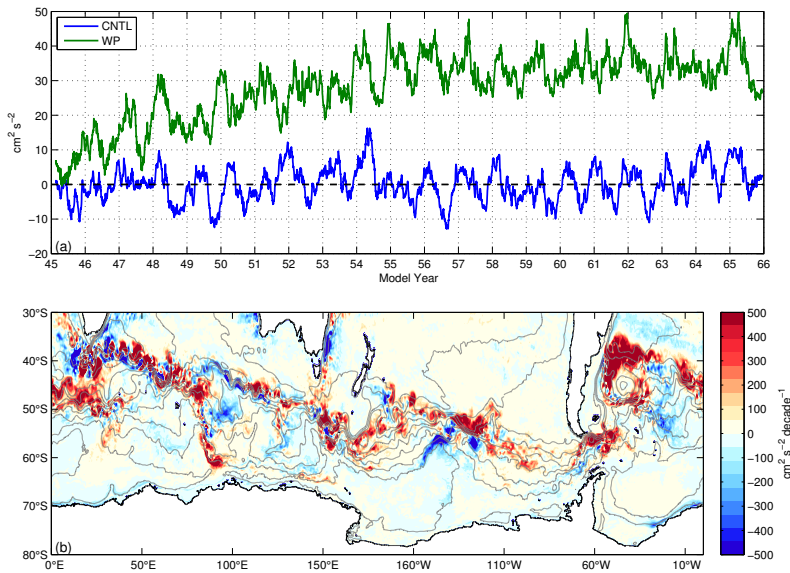 50
40
30
20
10
0
−10
−20
cm² s⁻²
CNTL
WP
(a)
45 46 47 48 49 50 51 52 53 54 55 56 57 58 59 60 61 62 63 64 65 66
Model Year
30°S
40°S
50°S
60°S
70°S
80°S
(b)
0°E 50°E 100°E 150°E 160°W 110°W 60°W 10°W
500
400
300
200
100
0
−100
−200
−300
−400
−500
cm² s⁻² decade⁻¹